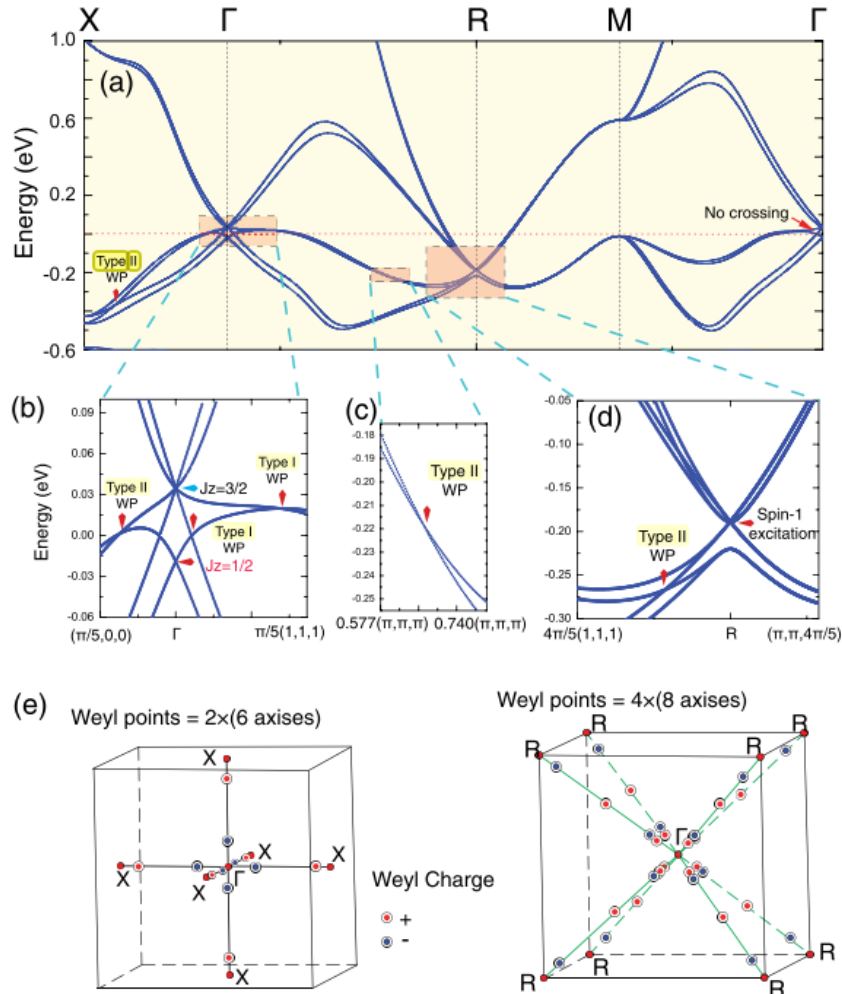 X Γ R M Γ
(a)
Energy (eV)
1.0
0.6
0.2
-0.2
-0.6
Type II
WP
No crossing
(b)
Energy (eV)
0.09
0.06
0.03
0.00
-0.03
-0.06
Type II
WP
Jz=3/2
Type I
WP
Type I
WP
Jz=1/2
(π/5,0,0) Γ π/5(1,1,1)
(c)
-0.18
-0.19
-0.20
-0.21
-0.22
-0.23
-0.24
-0.25
Type II
WP
0.577(π,π,π) 0.740(π,π,π)
(d)
-0.05
-0.10
-0.15
-0.20
-0.25
-0.30
Type II
WP
Spin-1
excitation
4π/5(1,1,1) R (π,π,4π/5)
(e)
Weyl points = 2×(6 axises)
X
X
X
X
X
X
Γ
Weyl Charge
+
-
Weyl points = 4×(8 axises)
R
R
R
R
Γ
R
R
R
R